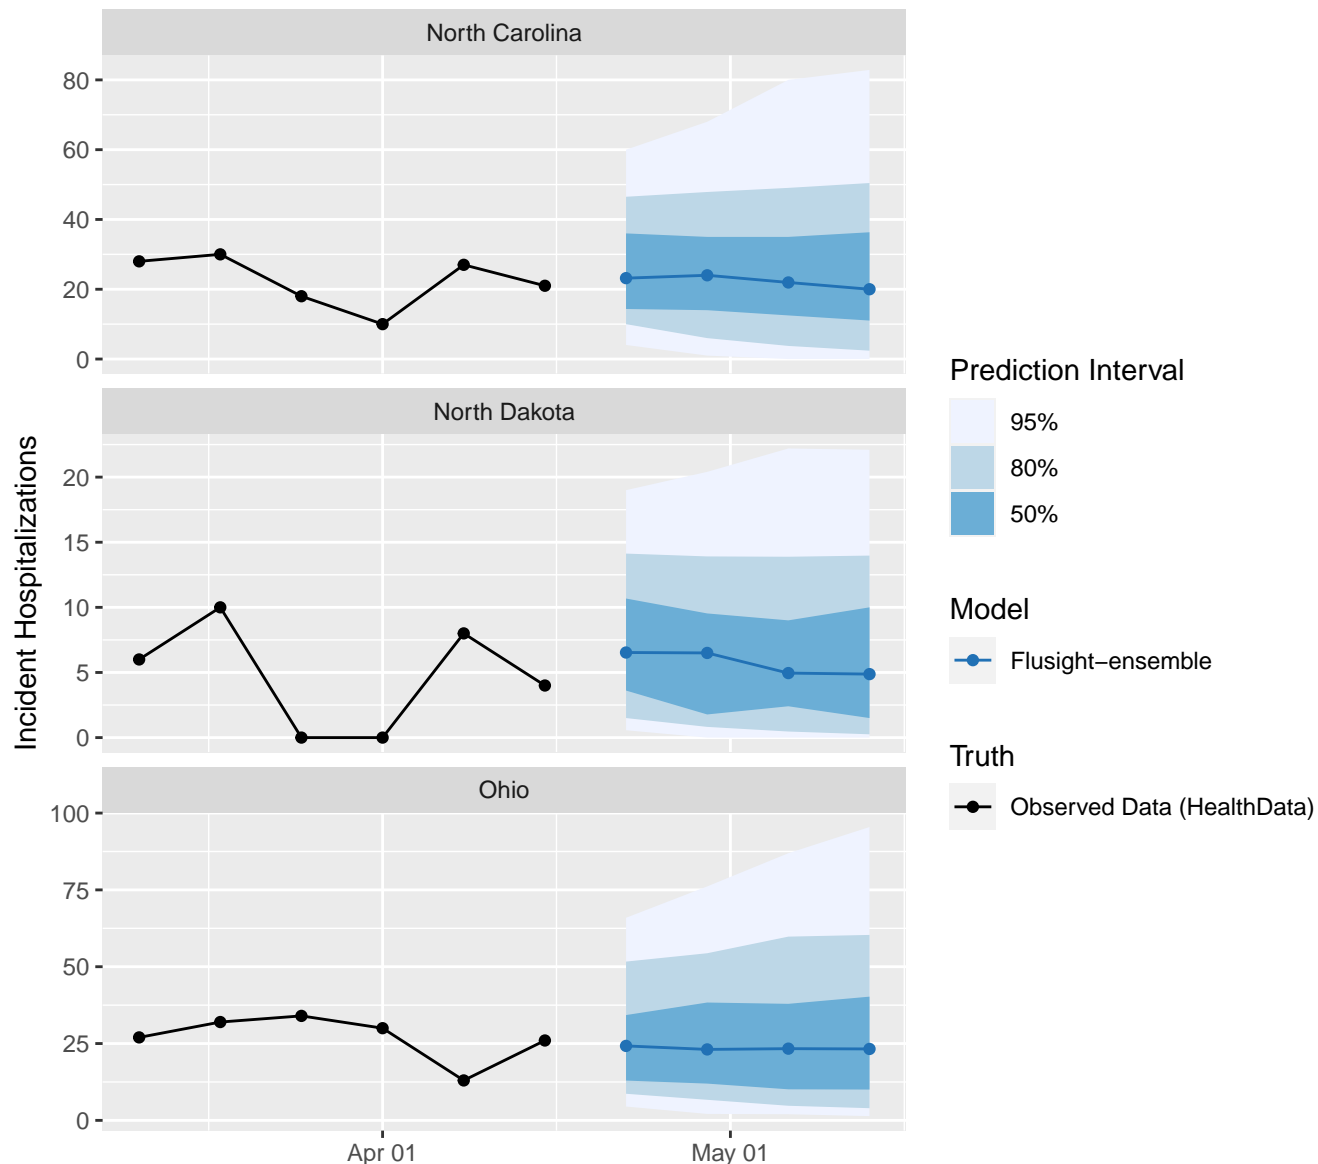 North Carolina
80
60
40
20
0
North Dakota
20
15
10
5
0
Ohio
100
75
50
25
0
Apr 01
May 01
Incident Hospitalizations
Prediction Interval
95%
80%
50%
Model
Flusight−ensemble
Truth
Observed Data (HealthData)